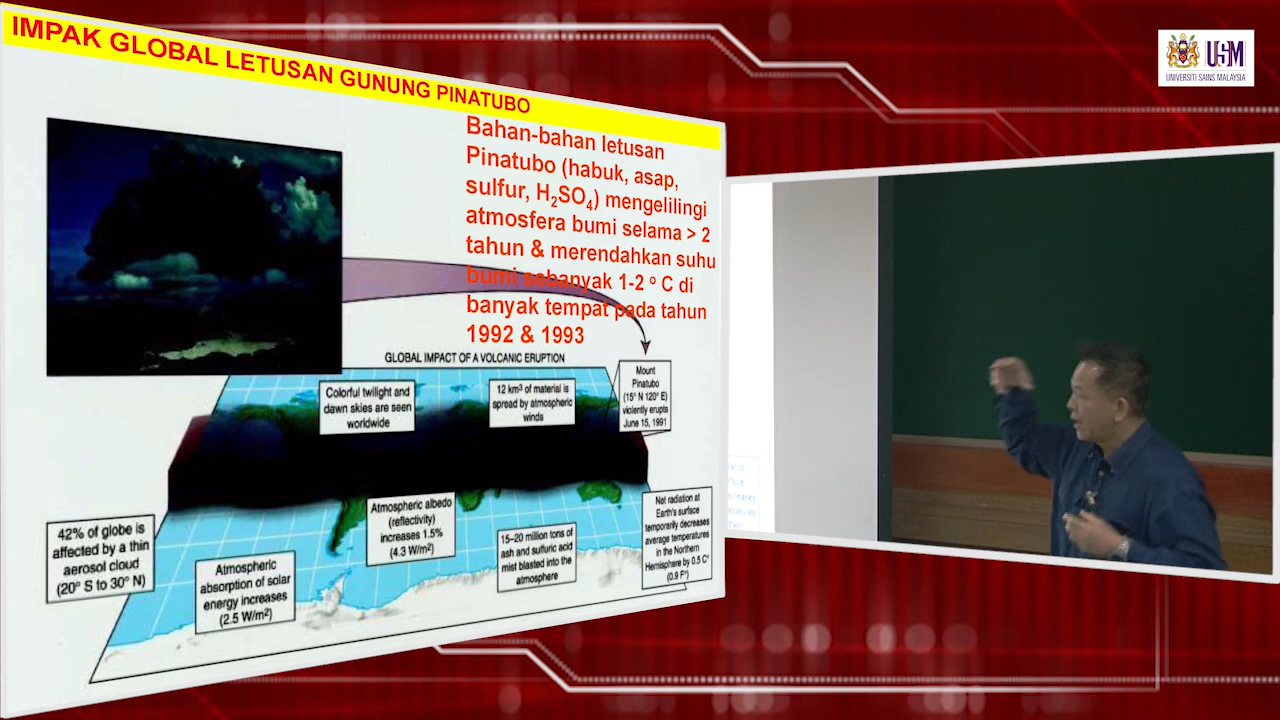 IMPAK GLOBAL LETUSAN GUNUNG PINATUBO
Bahan-bahan letusan
Pinatubo (habuk, asap,
sulfur, H₂SO₄) mengelilingi
atmosfera bumi selama > 2
tahun & merendahkan suhu
bumi sebanyak 1-2 º C di
banyak tempat pada tahun
1992 & 1993
GLOBAL IMPACT OF A VOLCANIC ERUPTION
Colorful twilight and
dawn skies are seen
worldwide
12 km³ of material is
spread by atmospheric
winds
Mount
Pinatubo
(15° N 120° E)
violently erupts
June 15, 1991
42% of globe is
affected by a thin
aerosol cloud
(20° S to 30° N)
Atmospheric
absorption of solar
energy increases
(2.5 W/m²)
Atmospheric albedo
(reflectivity)
increases 1.5%
(4.3 W/m²)
15–20 million tons of
ash and sulfuric acid
mist blasted into the
atmosphere
Net radiation at
Earth's surface
temporarily decreases
average temperatures
in the Northern
Hemisphere by 0.5 C°
(0.9 F°)
USM
UNIVERSITI SAINS MALAYSIA